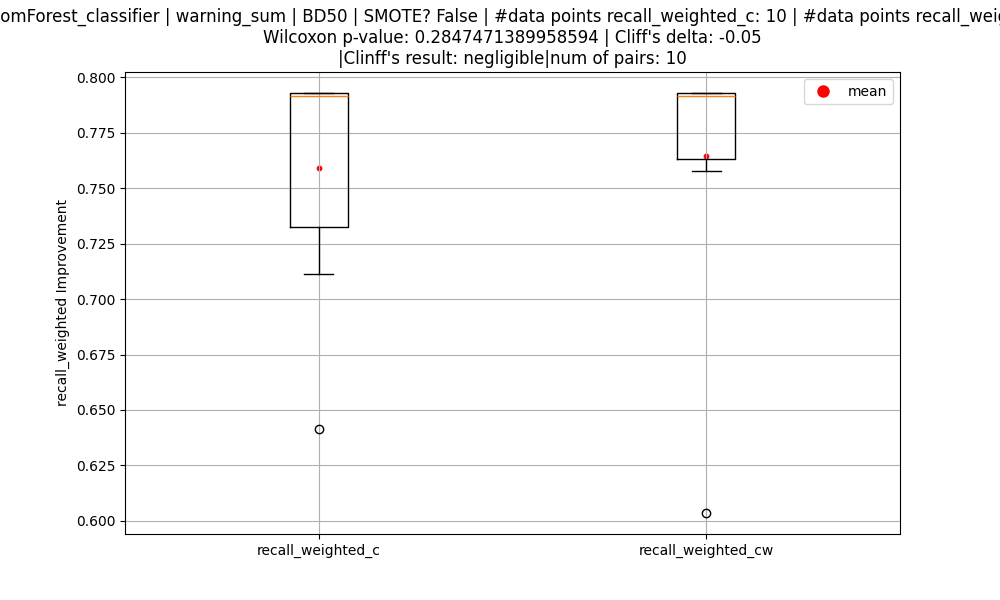 omForest_classifier | warning_sum | BD50 | SMOTE? False | #data points recall_weighted_c: 10 | #data points recall_wei
Wilcoxon p-value: 0.2847471389958594 | Cliff's delta: -0.05
|Clinff's result: negligible|num of pairs: 10
mean
0.800
0.775
0.750
0.725
0.700
0.675
0.650
0.625
0.600
recall_weighted Improvement
recall_weighted_c
recall_weighted_cw